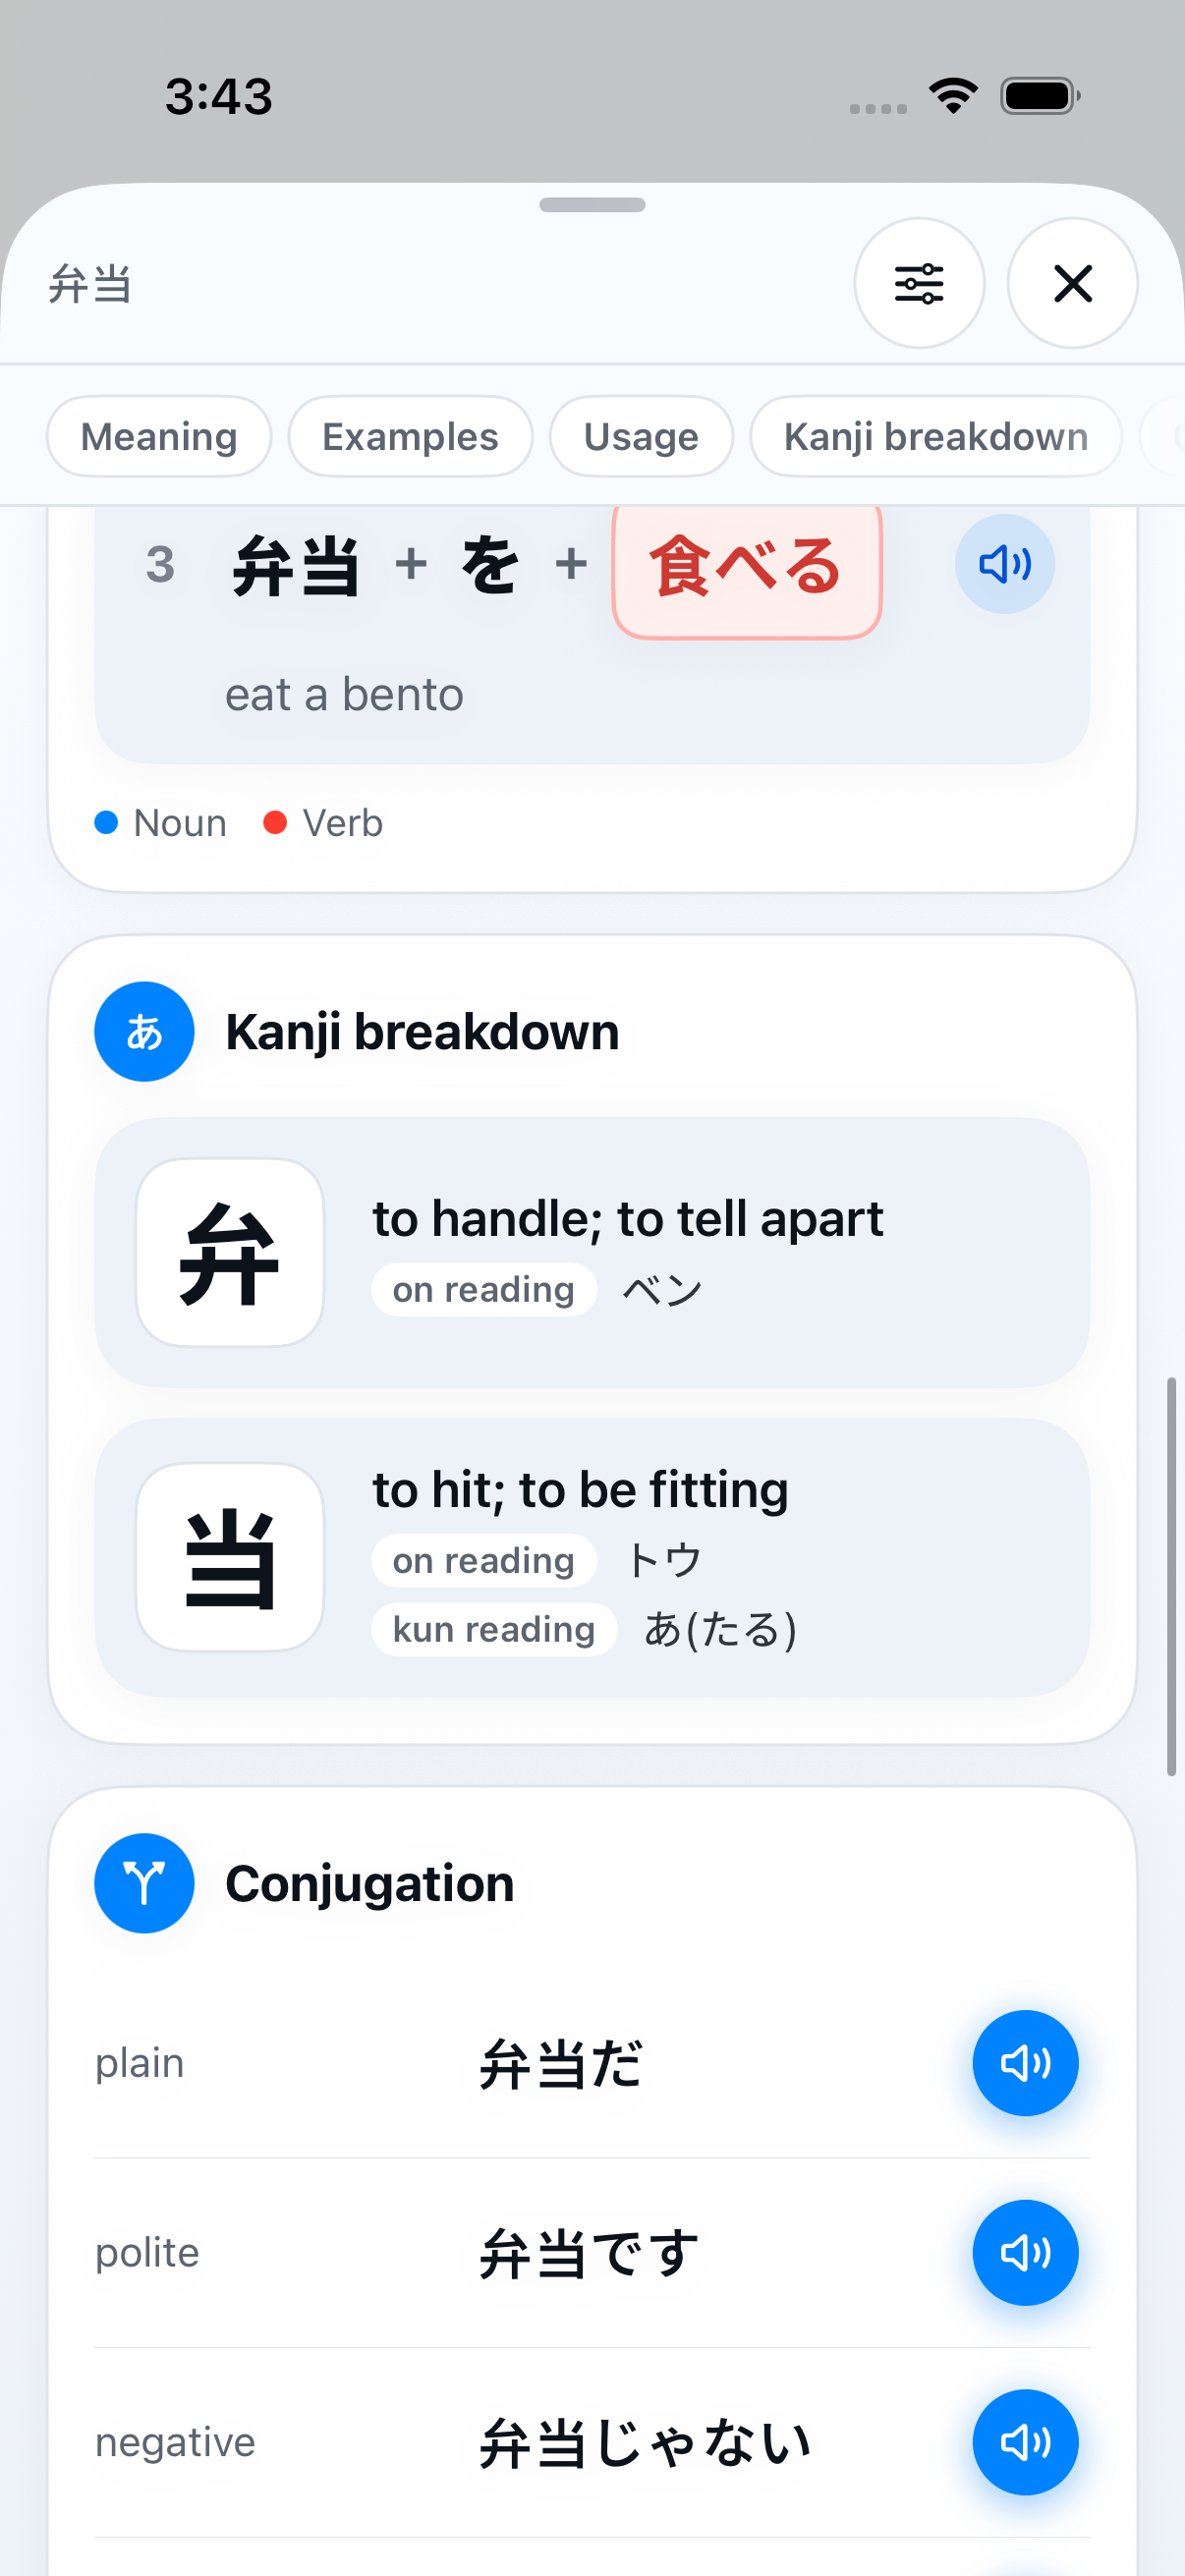 3:43
弁当
Meaning Examples Usage Kanji breakdown
3 弁当 + を + 食べる
eat a bento
Noun Verb
あ Kanji breakdown
弁
to handle; to tell apart
on reading ベン
当
to hit; to be fitting
on reading トウ
kun reading あ(たる)
Conjugation
plain 弁当だ
polite 弁当です
negative 弁当じゃない